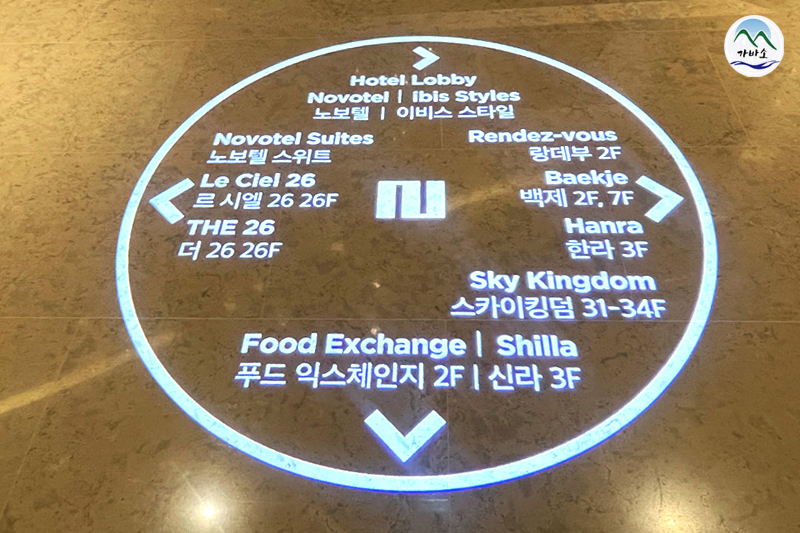 가바소
Hotel Lobby
Novotel | ibis Styles
노보텔 | 이비스 스타일
Novotel Suites
노보텔 스위트
Le Ciel 26
르 시엘 26 26F
THE 26
더 26 26F
Rendez-vous
랑데부 2F
Baekje
백제 2F, 7F
Hanra
한라 3F
Sky Kingdom
스카이킹덤 31-34F
Food Exchange | Shilla
푸드 익스체인지 2F | 신라 3F